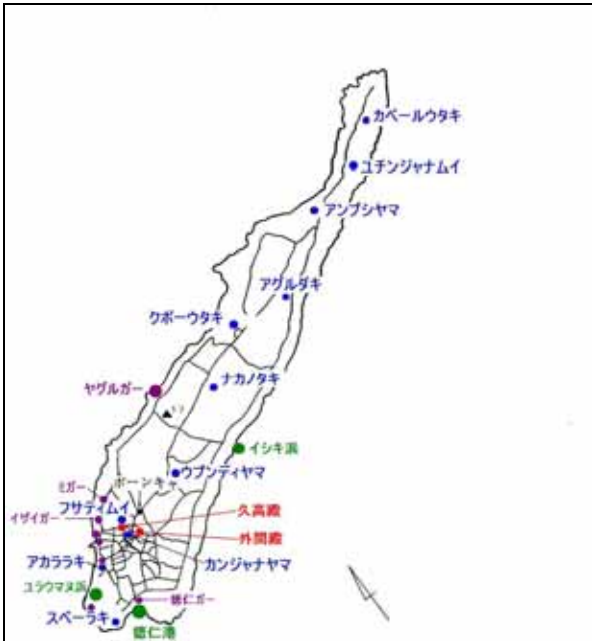 カベールウタキ
ユチンジャナムイ
アンプシヤマ
アグルダキ
クボーウタキ
ナカノタキ
ヤグルガー
イシキ浜
ウプンディヤマ
ボーンキャ
ミガー
フサティムイ
久高殿
イザイガー
外間殿
アカララキ
カンジャナヤマ
ユラウマヌ浜
徳仁ガー
スベーラキ
徳仁港